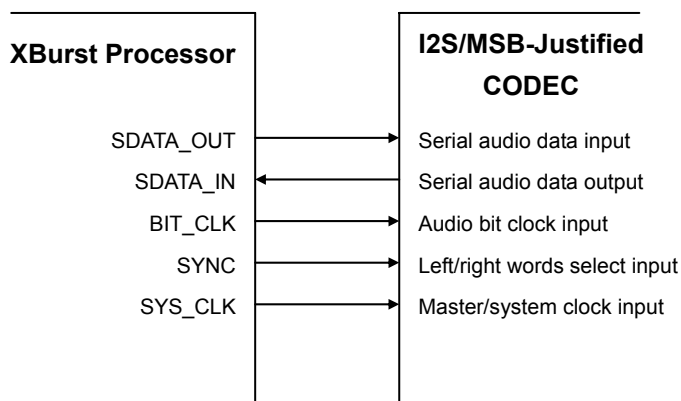 XBurst Processor
I2S/MSB-Justified
CODEC
SDATA_OUT
Serial audio data input
SDATA_IN
Serial audio data output
BIT_CLK
Audio bit clock input
SYNC
Left/right words select input
SYS_CLK
Master/system clock input